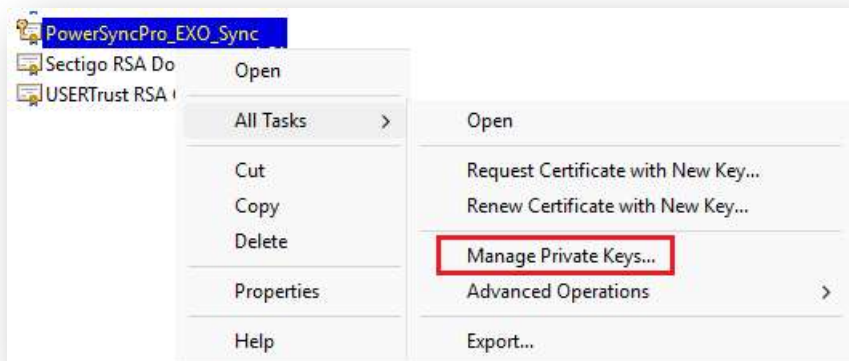 PowerSyncPro_EXO_Sync
Sectigo RSA Do
USERTrust RSA
Open
All Tasks >
Cut
Copy
Delete
Properties
Help
Open
Request Certificate with New Key...
Renew Certificate with New Key...
Manage Private Keys...
Advanced Operations >
Export...